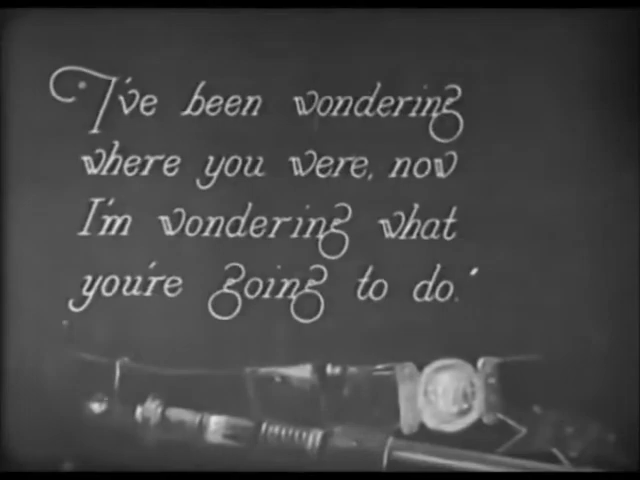 "I've been wondering
where you were, now
I'm wondering what
you're going to do."